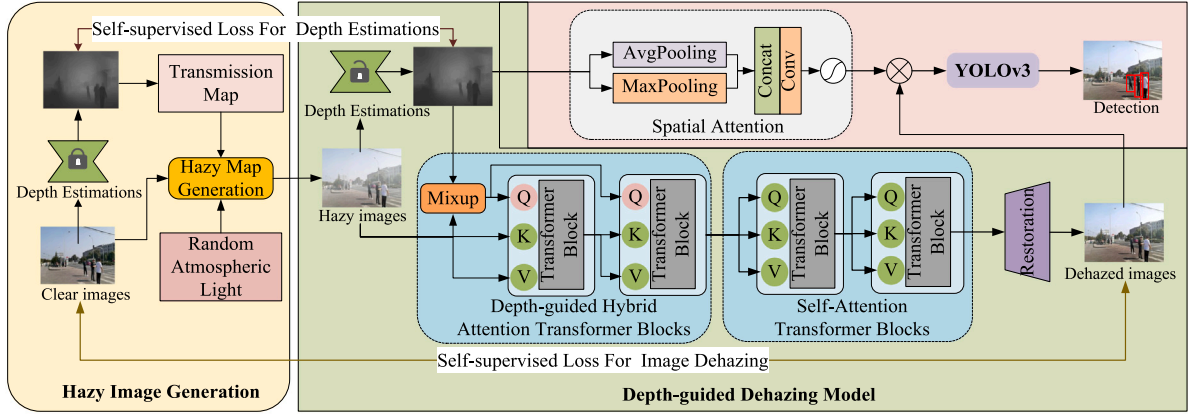 Self-supervised Loss For Depth Estimations
Transmission
Map
Depth Estimations
Hazy Map
Generation
Random
Atmospheric
Light
Clear images
Hazy Image Generation
Depth Estimations
Hazy images
AvgPooling
MaxPooling
Concat
Conv
Spatial Attention
YOLOv3
Detection
Mixup
Q
K
V
Transformer
Block
Q
K
V
Transformer
Block
Depth-guided Hybrid
Attention Transformer Blocks
Q
K
V
Transformer
Block
Q
K
V
Transformer
Block
Self-Attention
Transformer Blocks
Restoration
Dehazed images
Self-supervised Loss For Image Dehazing
Depth-guided Dehazing Model